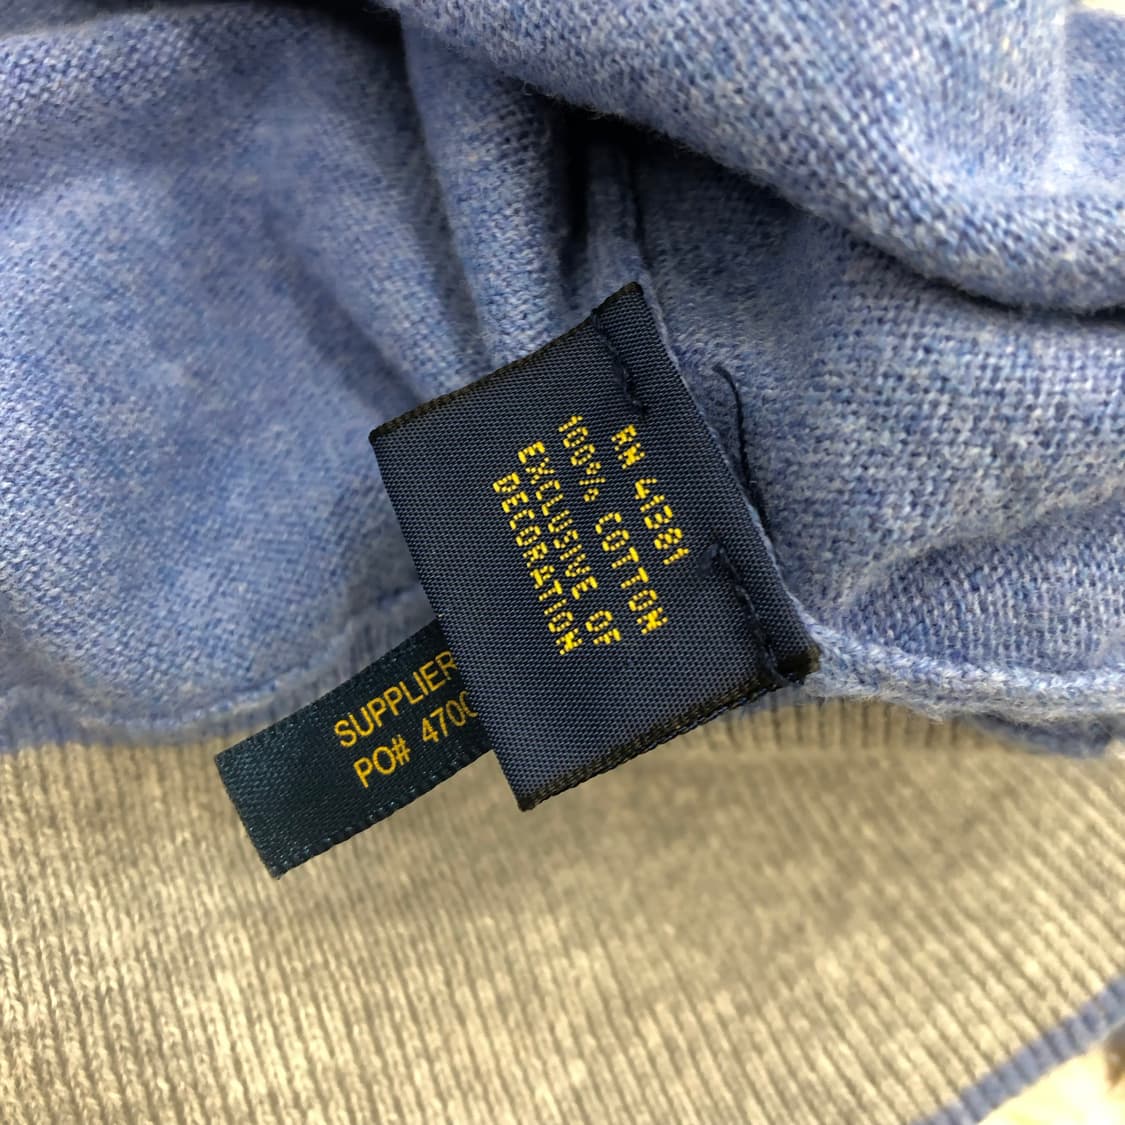 RN 41381
100% COTTON
EXCLUSIVE OF
DECORATION
SUPPLIER
PO# 470